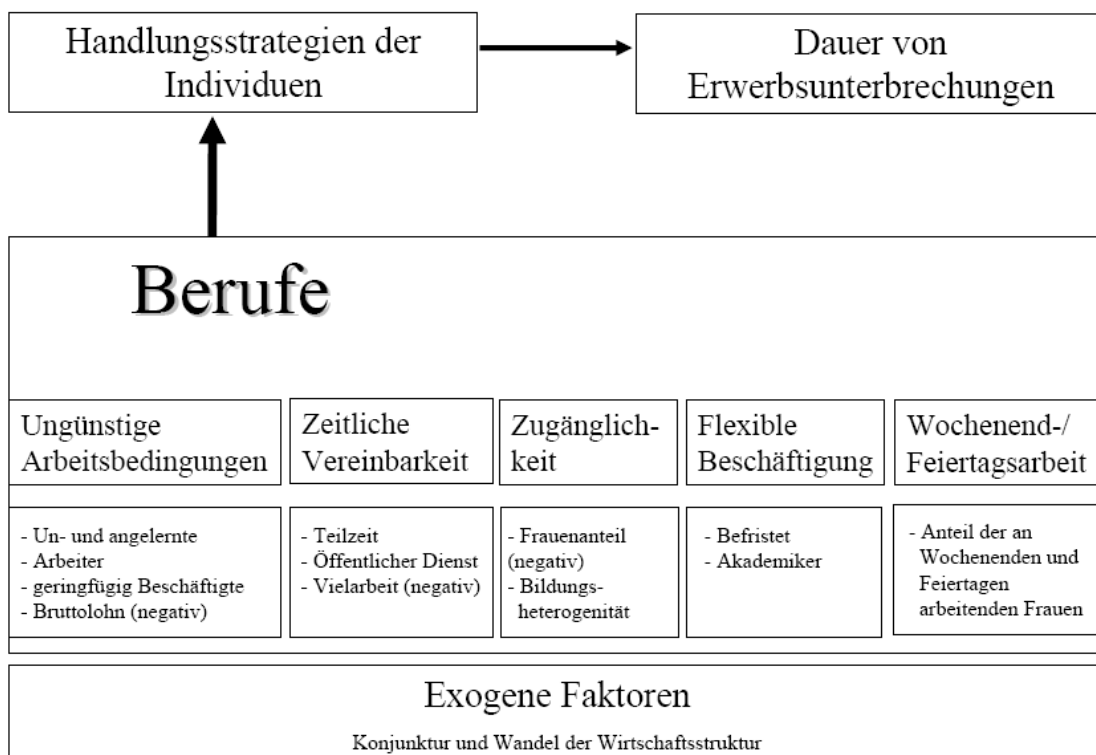 Handlungsstrategien der
Individuen
Dauer von
Erwerbsunterbrechungen
Berufe
Ungünstige
Arbeitsbedingungen
Zeitliche
Vereinbarkeit
Zugänglich-
keit
Flexible
Beschäftigung
Wochenend-/
Feiertagsarbeit
- Un- und angelernte
- Arbeiter
- geringfügig Beschäftigte
- Bruttolohn (negativ)
- Teilzeit
- Öffentlicher Dienst
- Vielarbeit (negativ)
- Frauenanteil
(negativ)
- Bildungs-
heterogenität
- Befristet
- Akademiker
- Anteil der an
Wochenenden und
Feiertagen
arbeitenden Frauen
Exogene Faktoren
Konjunktur und Wandel der Wirtschaftsstruktur